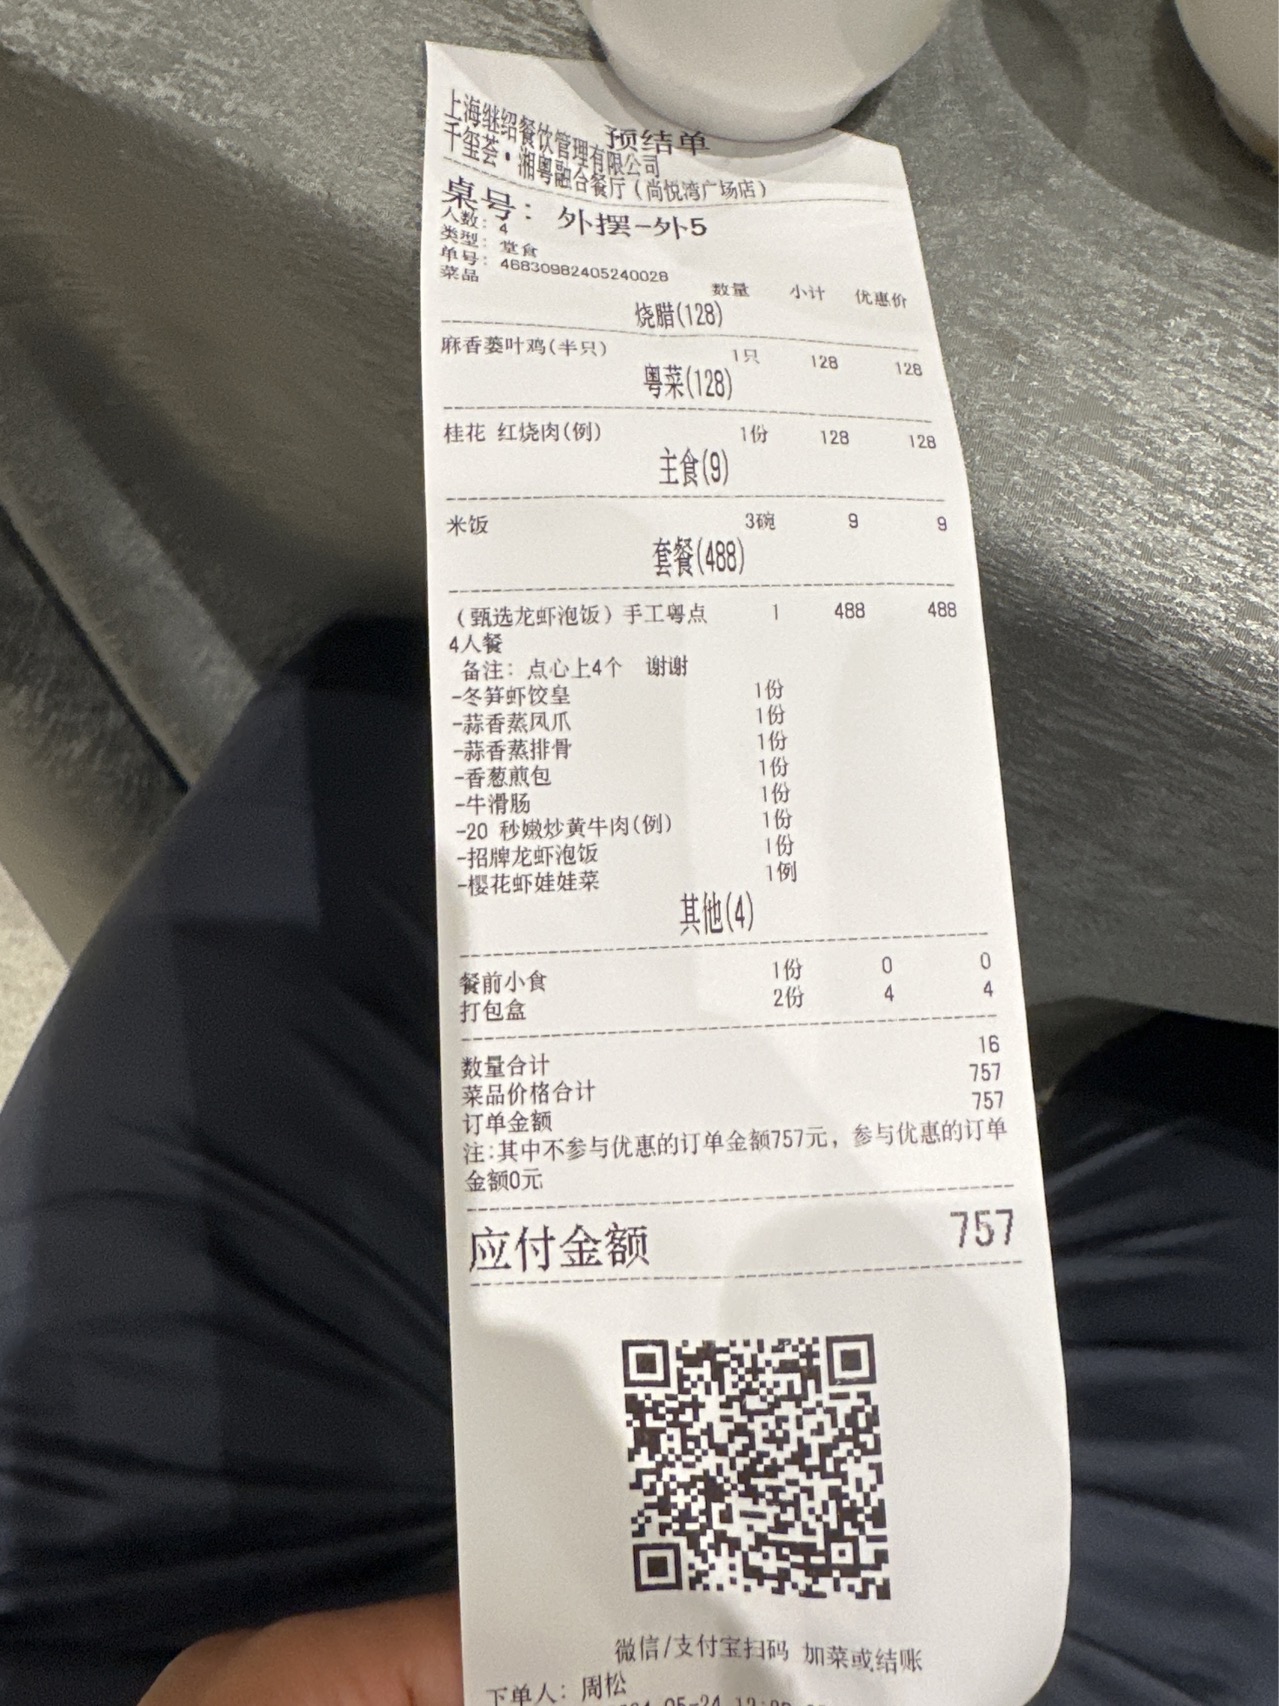 预结单
上海继绍餐饮管理有限公司
千玺荟·湘粤融合餐厅(尚悦湾广场店)
桌号: 外摆-外5
人数: 4
类型: 堂食
单号: 46830982405240028
菜品 数量 小计 优惠价
烧腊(128)
麻香蒌叶鸡(半只) 1只 128 128
粤菜(128)
桂花 红烧肉(例) 1份 128 128
主食(9)
米饭 3碗 9 9
套餐(488)
(甄选龙虾泡饭)手工粤点 1 488 488
4人餐
备注: 点心上4个 谢谢
-冬笋虾饺皇 1份
-蒜香蒸凤爪 1份
-蒜香蒸排骨 1份
-香葱煎包 1份
-牛滑肠 1份
-20 秒嫩炒黄牛肉(例) 1份
-招牌龙虾泡饭 1份
-樱花虾娃娃菜 1例
其他(4)
餐前小食 1份 0 0
打包盒 2份 4 4
数量合计 16
菜品价格合计 757
订单金额 757
注:其中不参与优惠的订单金额757元, 参与优惠的订单
金额0元
应付金额 757
微信/支付宝扫码 加菜或结账
下单人: 周松
05-24